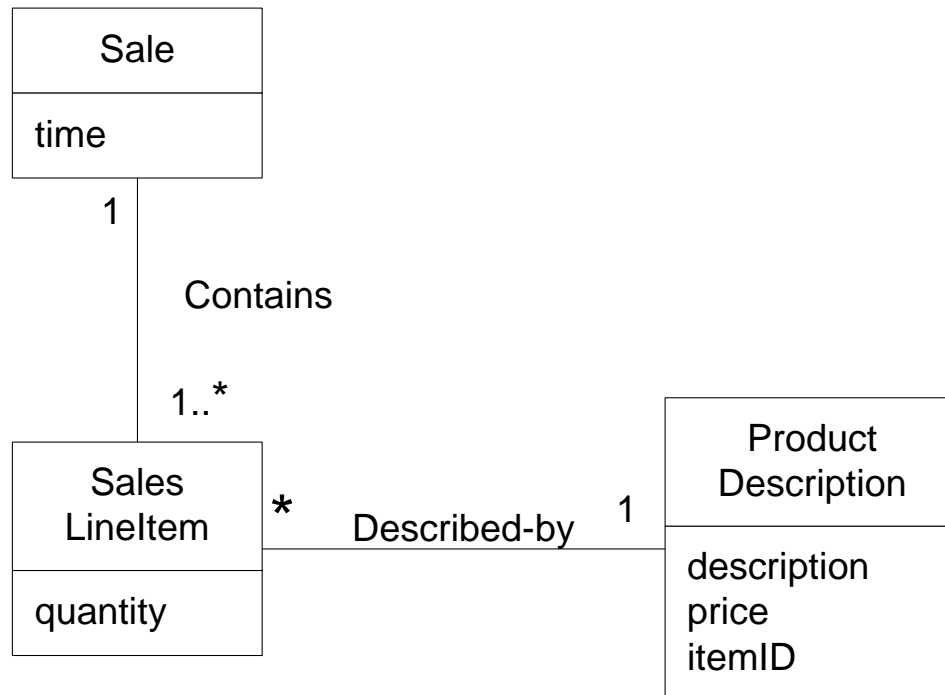 Sale
time
1
Contains
1..*
Sales
LineItem
quantity
*
Described-by
1
Product
Description
description
price
itemID